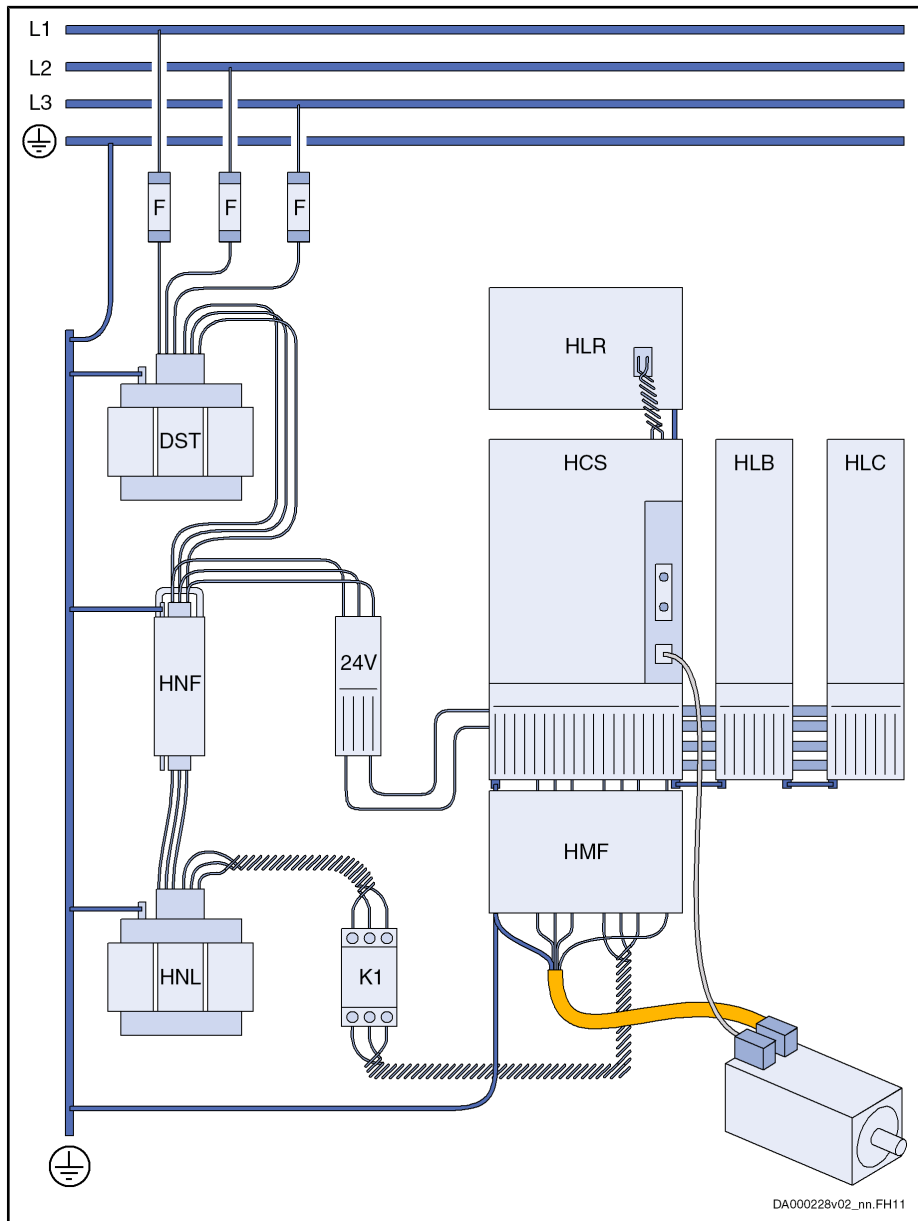 L1
L2
L3
F F F
HLR
DST
HCS HLB HLC
24V
HNF
HMF
HNL
K1
DA000228v02_nn.FH11